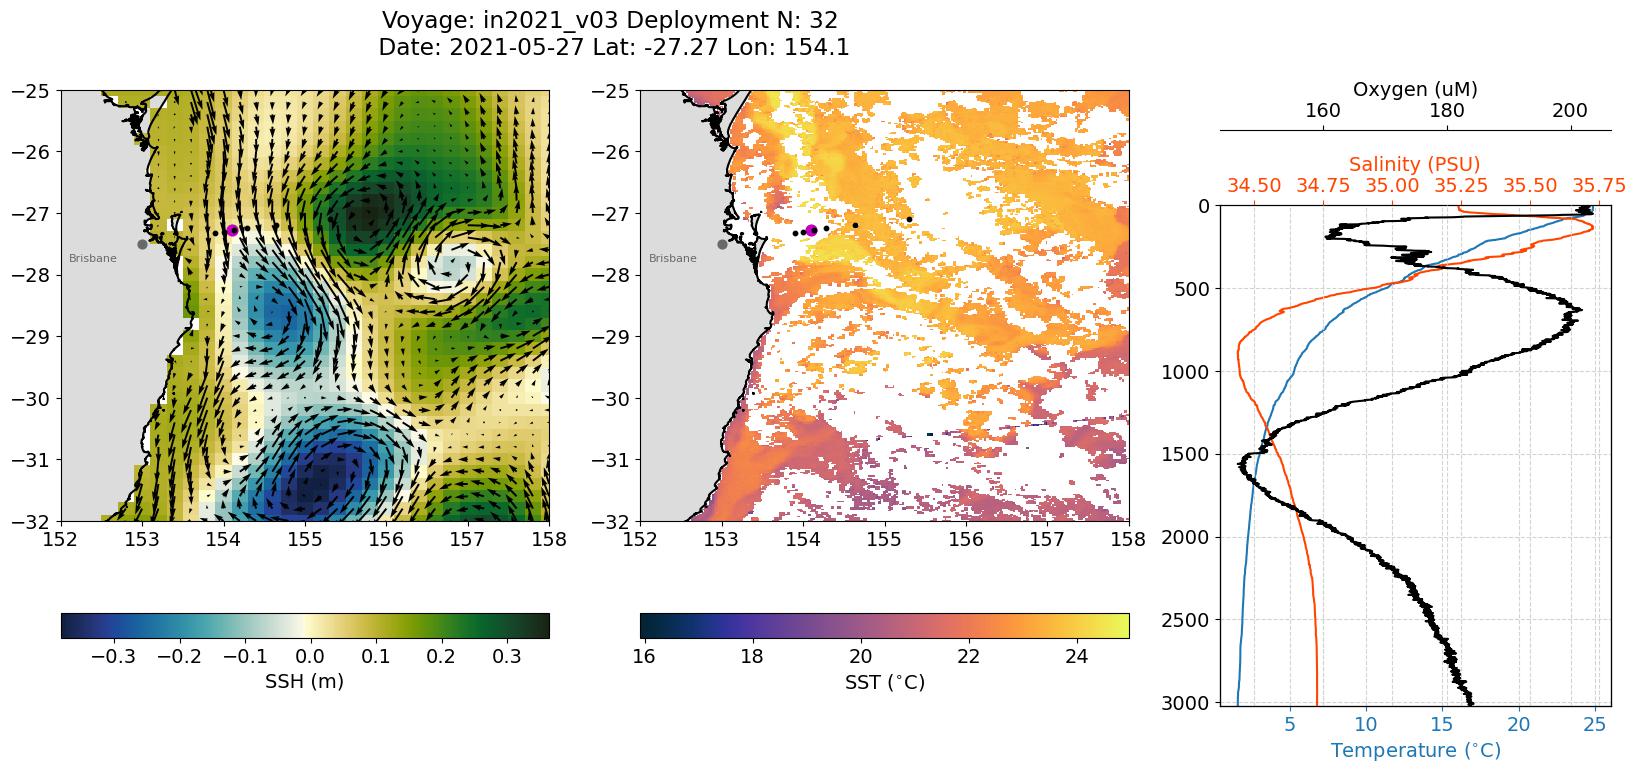 Voyage: in2021_v03 Deployment N: 32
Date: 2021-05-27 Lat: -27.27 Lon: 154.1
−25
−26
−27
−28
−29
−30
−31
−32
152 153 154 155 156 157 158
Brisbane
−0.3 −0.2 −0.1 0.0 0.1 0.2 0.3
SSH (m)
−25
−26
−27
−28
−29
−30
−31
−32
152 153 154 155 156 157 158
Brisbane
16 18 20 22 24
SST (°C)
Oxygen (uM)
160 180 200
Salinity (PSU)
34.50 34.75 35.00 35.25 35.50 35.75
0
500
1000
1500
2000
2500
3000
5 10 15 20 25
Temperature (°C)